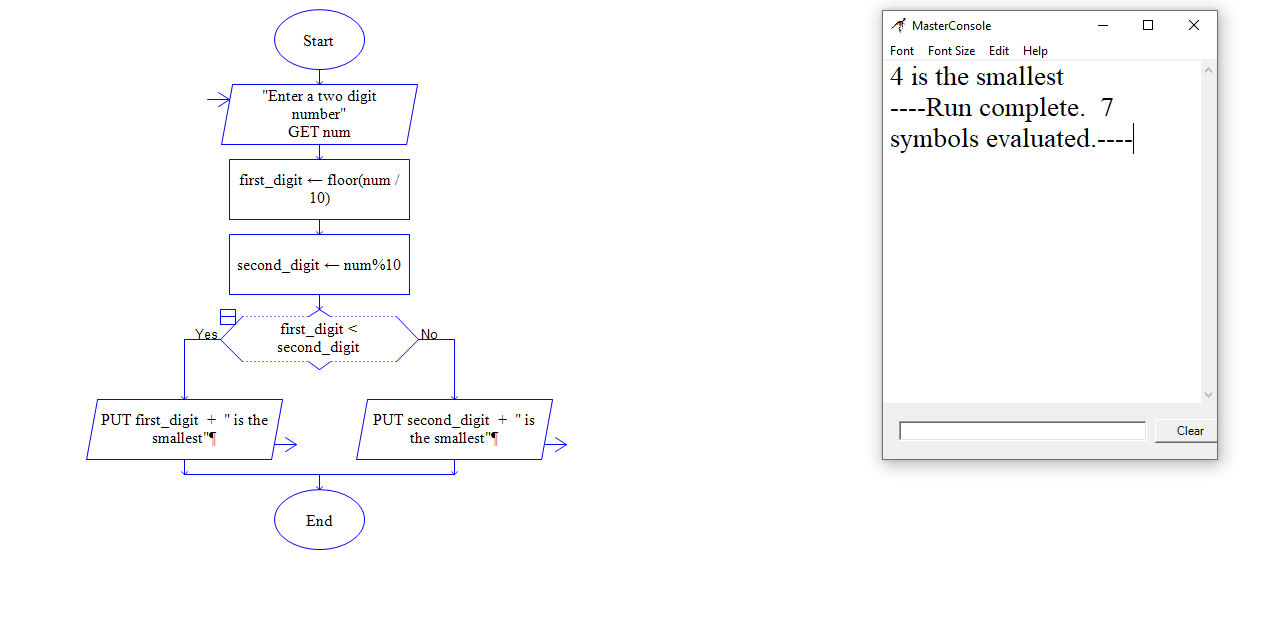 Start
"Enter a two digit
number"
GET num
first_digit ← floor(num /
10)
second_digit ← num%10
Yes
first_digit <
second_digit
No
PUT first_digit + " is the
smallest"¶
PUT second_digit + " is
the smallest"¶
End
MasterConsole
Font Font Size Edit Help
4 is the smallest
----Run complete. 7
symbols evaluated.----
Clear